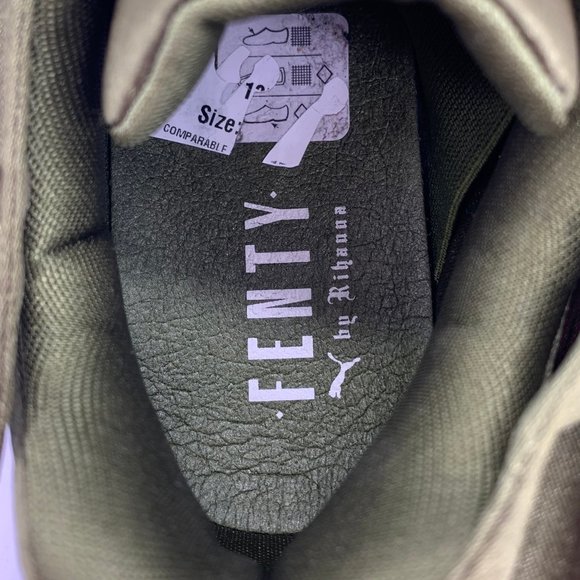 Size:
COMPARABLE
·FENTY·
by Rihanna